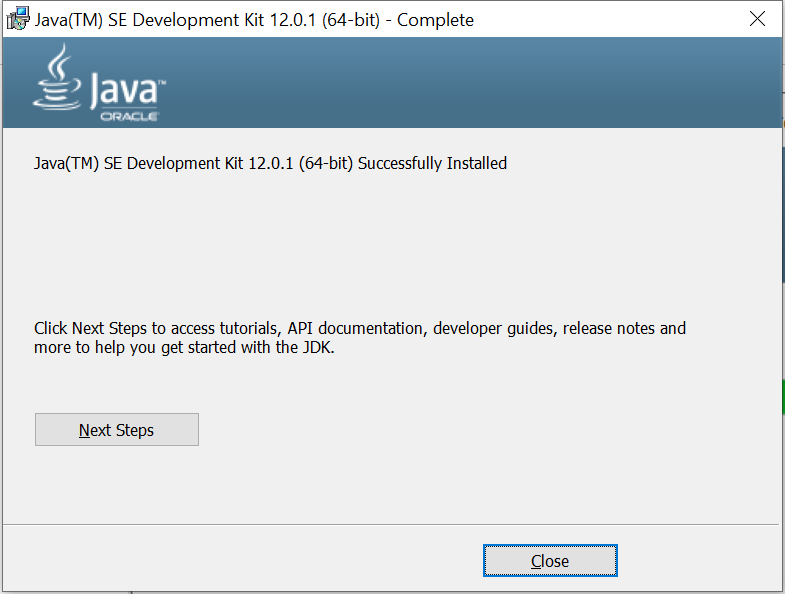 Java(TM) SE Development Kit 12.0.1 (64-bit) - Complete
Java™
ORACLE
Java(TM) SE Development Kit 12.0.1 (64-bit) Successfully Installed
Click Next Steps to access tutorials, API documentation, developer guides, release notes and
more to help you get started with the JDK.
Next Steps
Close